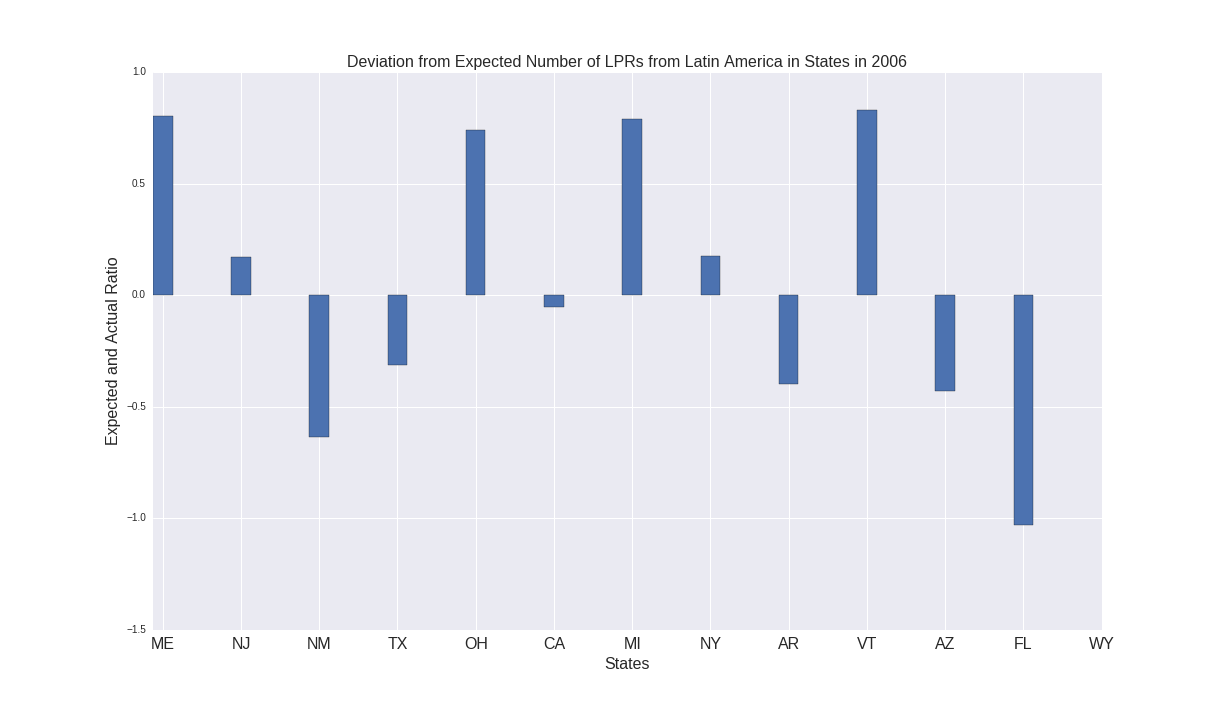 Deviation from Expected Number of LPRs from Latin America in States in 2006
Expected and Actual Ratio
1.0
0.5
0.0
−0.5
−1.0
−1.5
ME NJ NM TX OH CA MI NY AR VT AZ FL WY
States